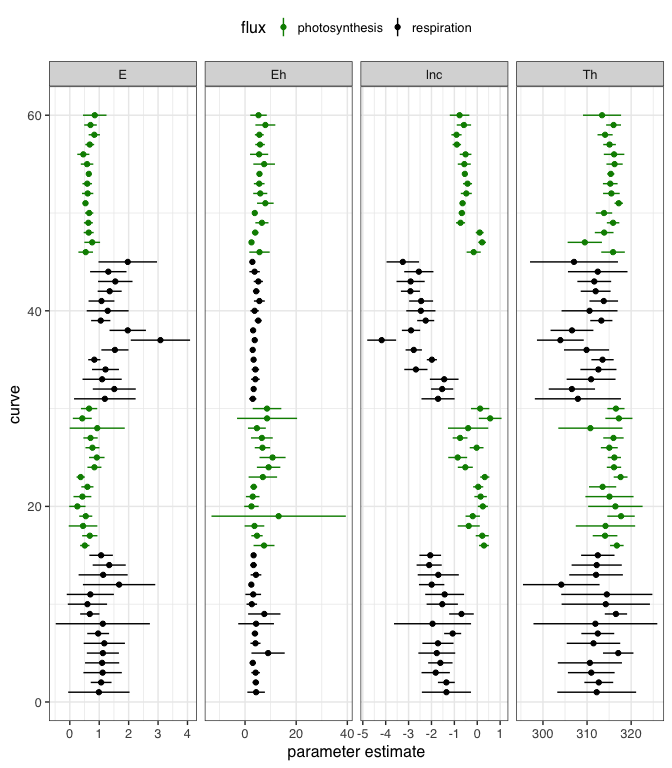 flux photosynthesis respiration
E Eh lnc Th
60
40
20
0
curve
0 1 2 3 4 0 20 40 -5 -4 -3 -2 -1 0 1 300 310 320
parameter estimate